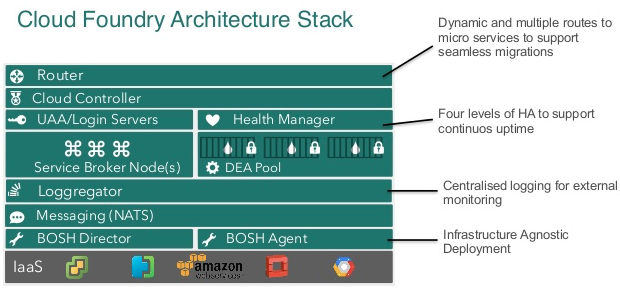 Cloud Foundry Architecture Stack
Dynamic and multiple routes to
micro services to support
seamless migrations
Router
Cloud Controller
UAA/Login Servers
Health Manager
Four levels of HA to support
continuos uptime
Service Broker Node(s)
DEA Pool
Loggregator
Centralised logging for external
monitoring
Messaging (NATS)
BOSH Director
BOSH Agent
Infrastructure Agnostic
Deployment
IaaS
amazon
webservices